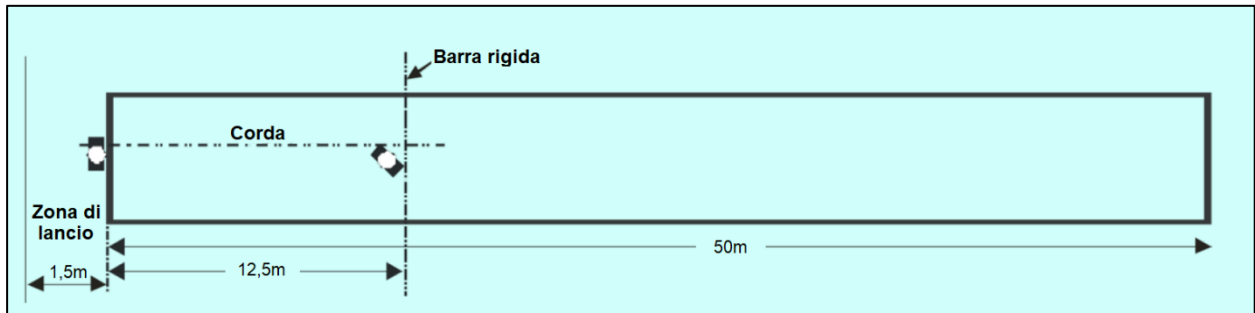 Barra rigida
Corda
Zona di
lancio
50m
1,5m
12,5m